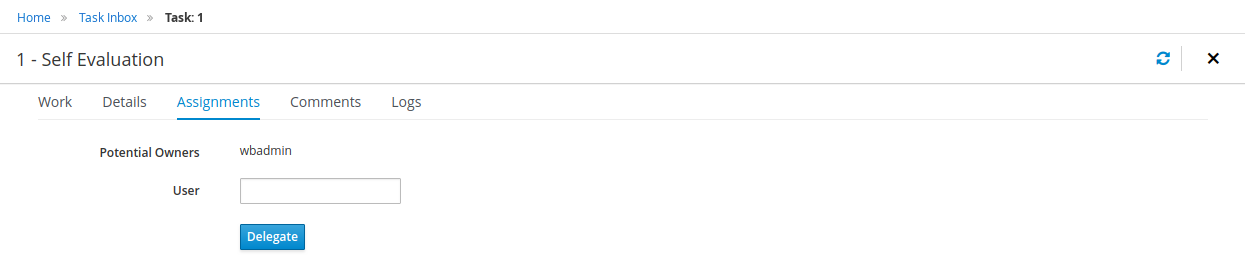 Home » Task Inbox » Task: 1
1 - Self Evaluation
Work Details Assignments Comments Logs
Potential Owners wbadmin
User
Delegate